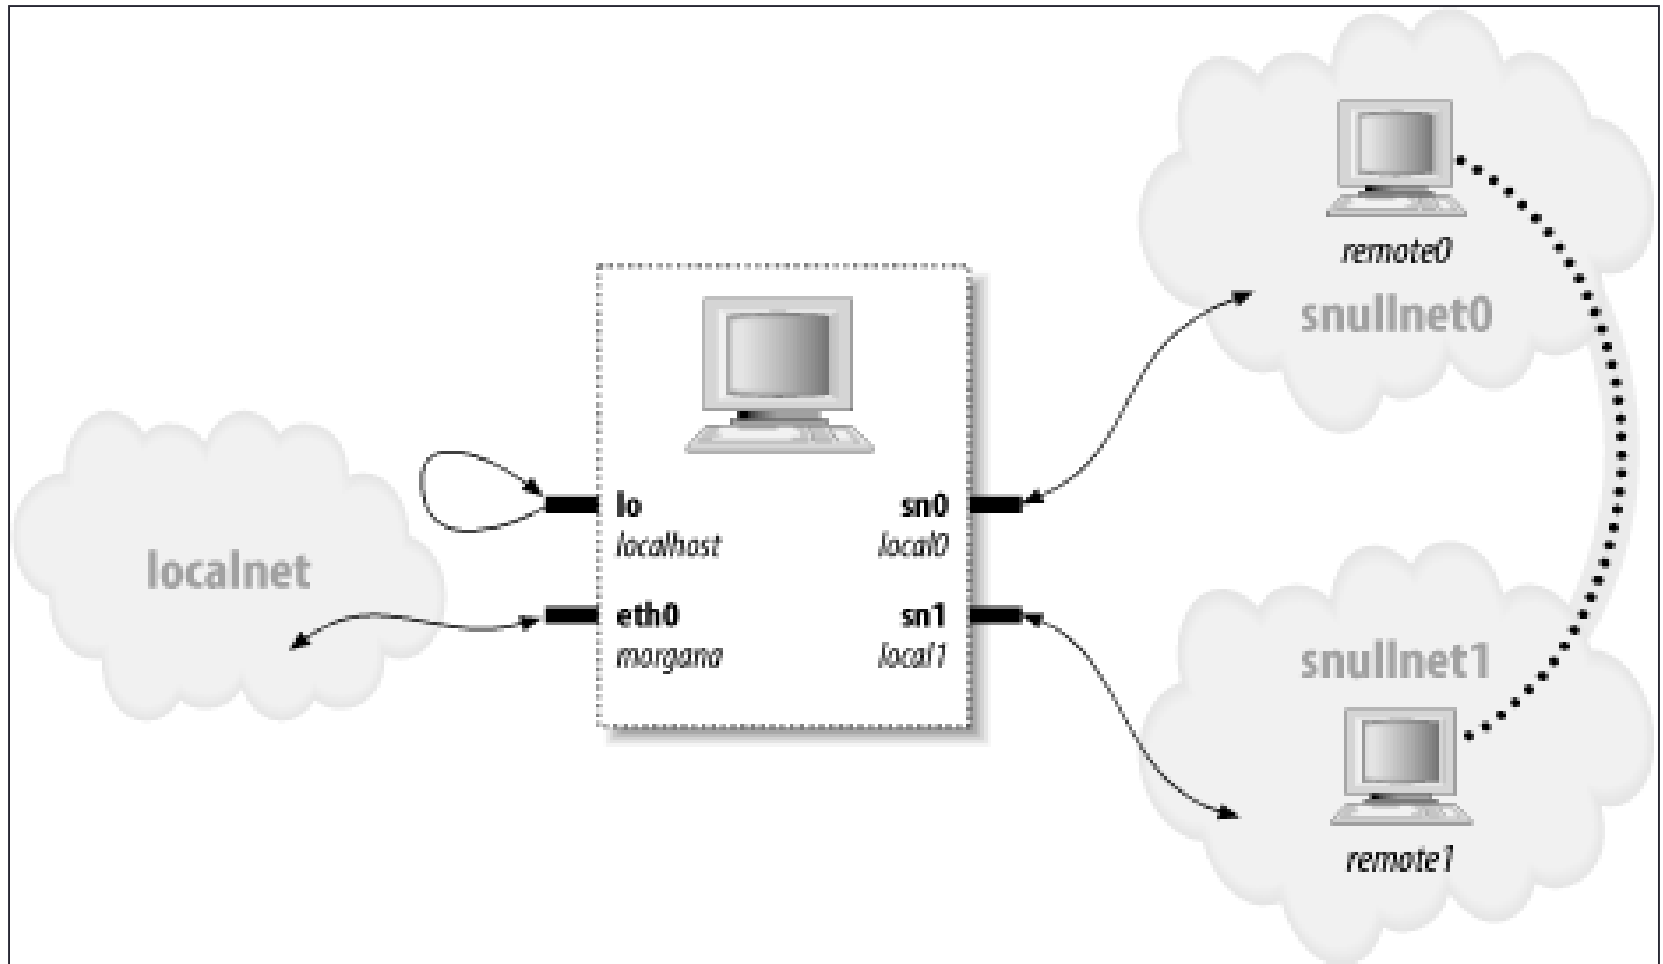 remote0
snullnet0
lo
localhost
eth0
morgana
sn0
local0
sn1
local1
localnet
snullnet1
remote1